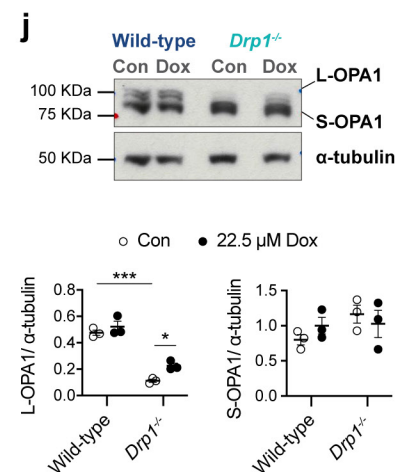 j
Wild-type Drp1-/-
Con Dox Con Dox
L-OPA1
100 KDa
75 KDa
S-OPA1
50 KDa
α-tubulin
Con 22.5 µM Dox
L-OPA1/ α-tubulin
0.8
0.6
0.4
0.2
0.0
***
*
Wild-type
Drp1-/-
S-OPA1/ α-tubulin
1.5
1.0
0.5
0.0
Wild-type
Drp1-/-